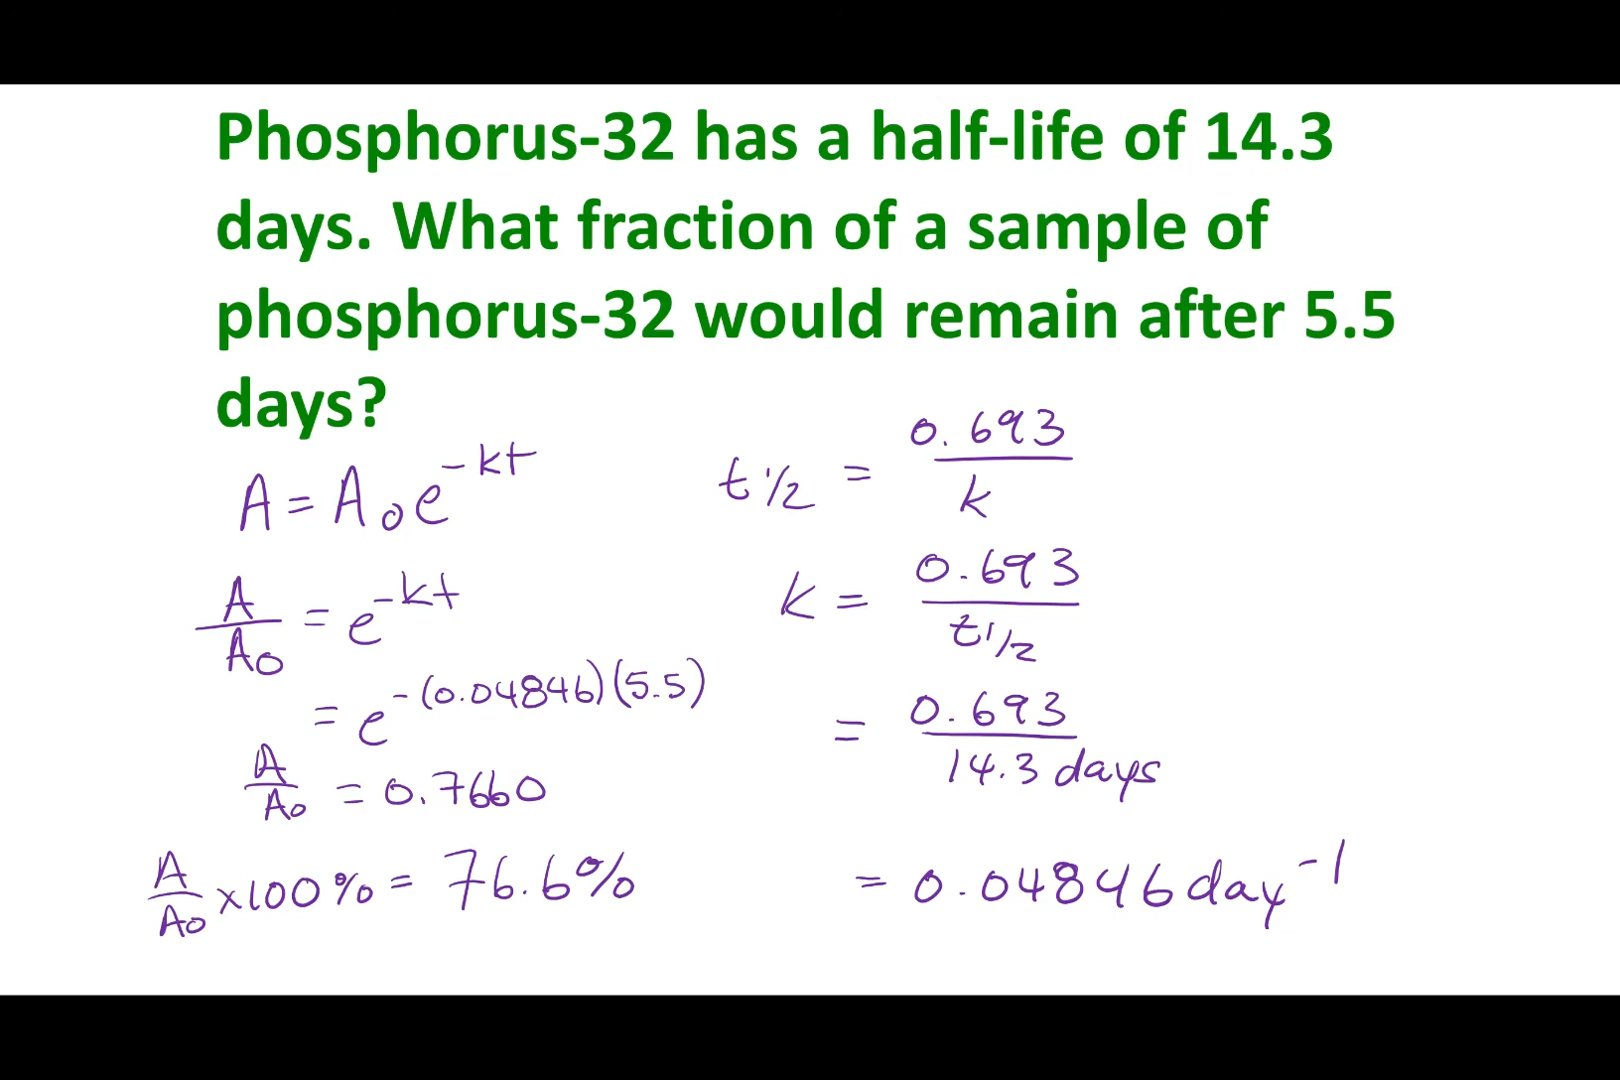 Phosphorus-32 has a half-life of 14.3
days. What fraction of a sample of
phosphorus-32 would remain after 5.5
days?
A = A₀e^(-kt)
A/A₀ = e^(-kt)
= e^(-(0.04846)(5.5))
A/A₀ = 0.7660
A/A₀ x100% = 76.6%
t1/2 = 0.693/k
k = 0.693/t1/2
= 0.693/14.3 days
= 0.04846 day⁻¹